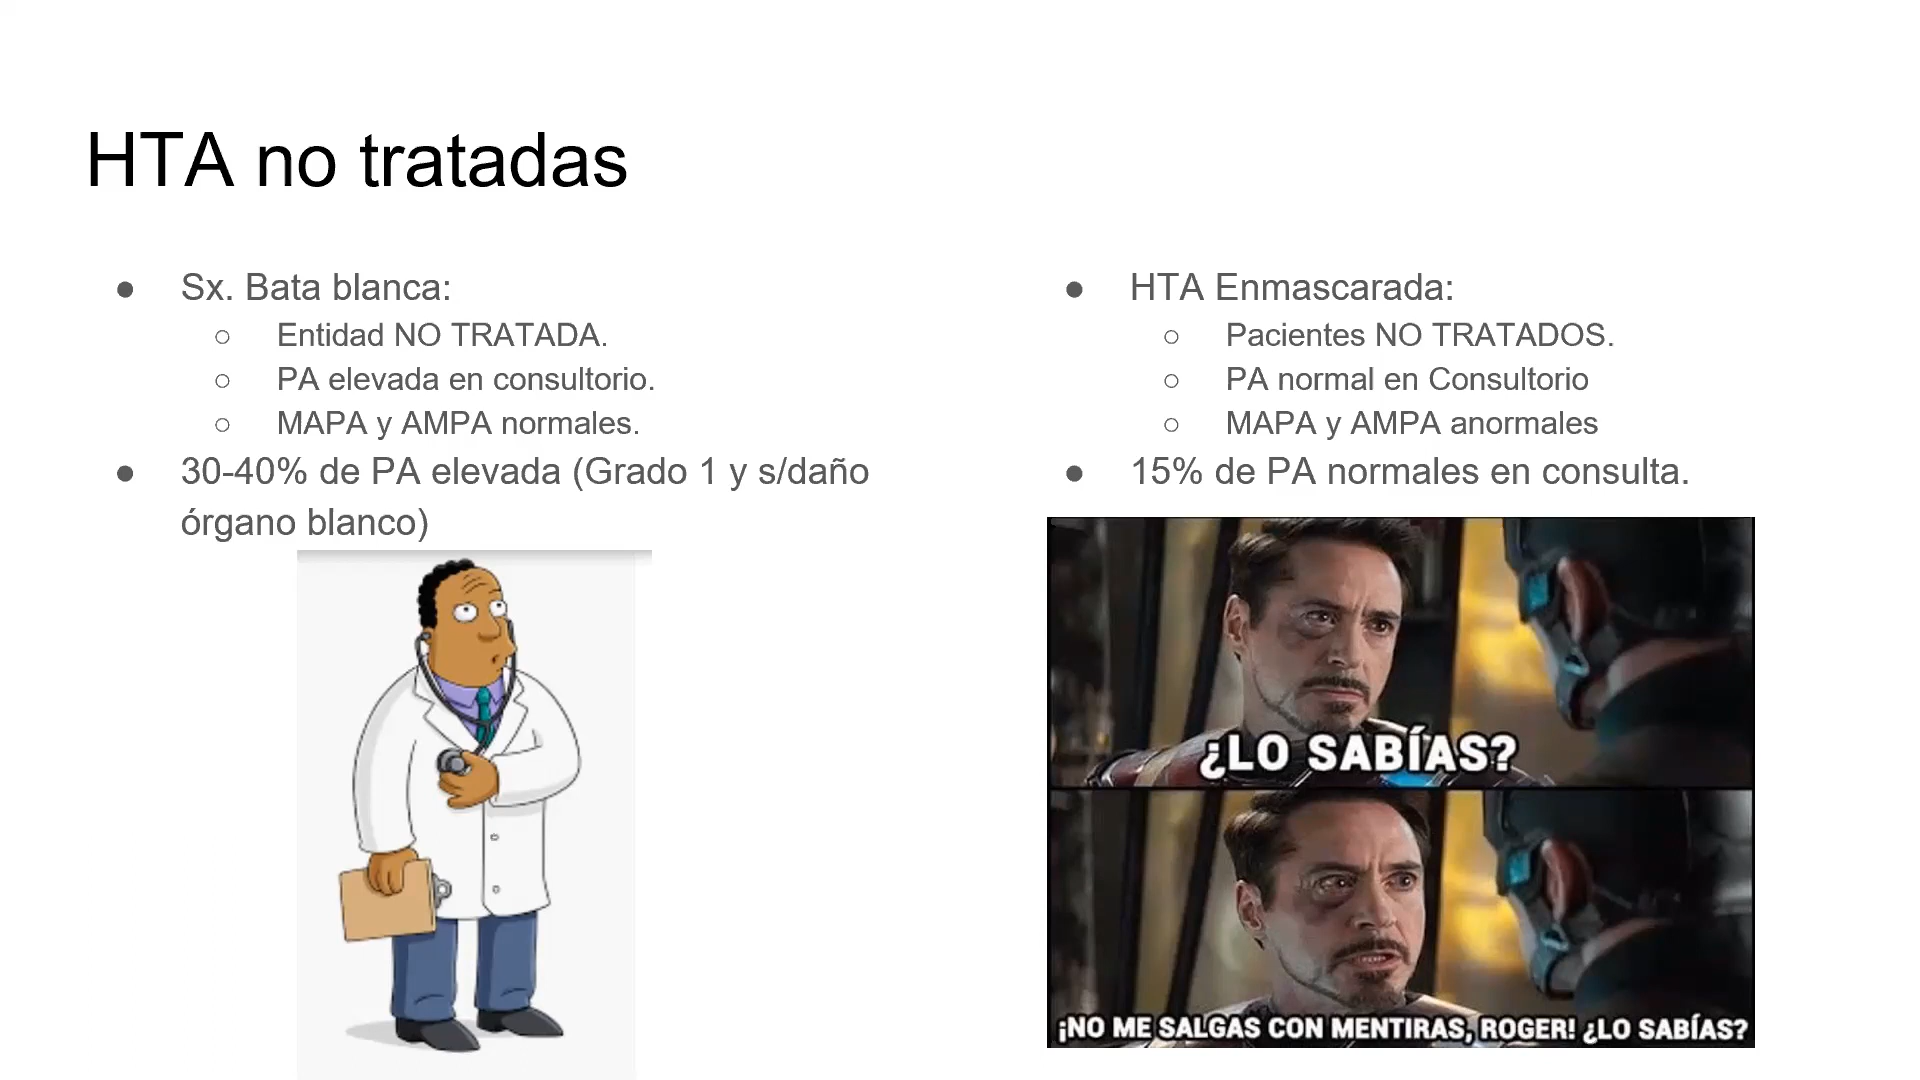 HTA no tratadas
● Sx. Bata blanca:
○ Entidad NO TRATADA.
○ PA elevada en consultorio.
○ MAPA y AMPA normales.
● 30-40% de PA elevada (Grado 1 y s/daño
órgano blanco)
● HTA Enmascarada:
○ Pacientes NO TRATADOS.
○ PA normal en Consultorio
○ MAPA y AMPA anormales
● 15% de PA normales en consulta.
¿LO SABÍAS?
¡NO ME SALGAS CON MENTIRAS, ROGER! ¿LO SABÍAS?